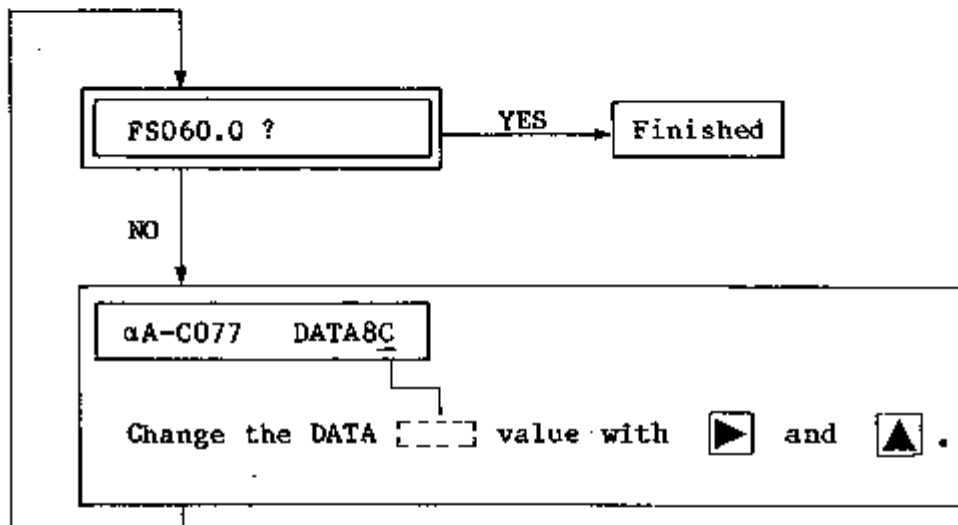 FS060.0 ?
YES
Finished
NO
αA-C077 DATA8C
Change the DATA value with and .